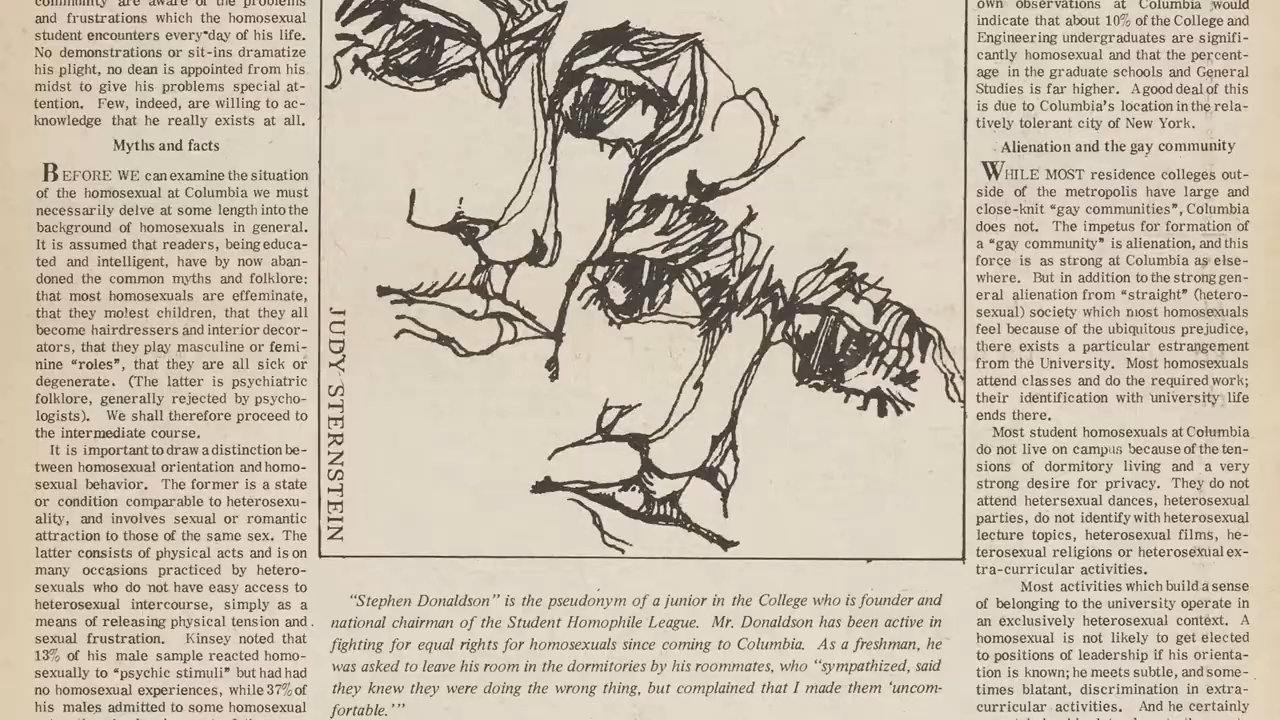 community are aware of the problems
and frustrations which the homosexual
student encounters every day of his life.
No demonstrations or sit-ins dramatize
his plight, no dean is appointed from his
midst to give his problems special at-
tention. Few, indeed, are willing to ac-
knowledge that he really exists at all.
Myths and facts
BEFORE WE can examine the situation
of the homosexual at Columbia we must
necessarily delve at some length into the
background of homosexuals in general.
It is assumed that readers, being educa-
ted and intelligent, have by now aban-
doned the common myths and folklore:
that most homosexuals are effeminate,
that they molest children, that they all
become hairdressers and interior decor-
ators, that they play masculine or femi-
nine "roles", that they are all sick or
degenerate. (The latter is psychiatric
folklore, generally rejected by psycho-
logists). We shall therefore proceed to
the intermediate course.
It is important to draw a distinction be-
tween homosexual orientation and homo-
sexual behavior. The former is a state
or condition comparable to heterosexu-
ality, and involves sexual or romantic
attraction to those of the same sex. The
latter consists of physical acts and is on
many occasions practiced by hetero-
sexuals who do not have easy access to
heterosexual intercourse, simply as a
means of releasing physical tension and
sexual frustration. Kinsey noted that
13% of his male sample reacted homo-
sexually to "psychic stimuli" but had had
no homosexual experiences, while 37% of
his males admitted to some homosexual
JUDY STERNSTEIN
"Stephen Donaldson" is the pseudonym of a junior in the College who is founder and
national chairman of the Student Homophile League. Mr. Donaldson has been active in
fighting for equal rights for homosexuals since coming to Columbia. As a freshman, he
was asked to leave his room in the dormitories by his roommates, who "sympathized, said
they knew they were doing the wrong thing, but complained that I made them 'uncom-
fortable.'"
own observations at Columbia would
indicate that about 10% of the College and
Engineering undergraduates are signifi-
cantly homosexual and that the percent-
age in the graduate schools and General
Studies is far higher. A good deal of this
is due to Columbia's location in the rela-
tively tolerant city of New York.
Alienation and the gay community
WHILE MOST residence colleges out-
side of the metropolis have large and
close-knit "gay communities", Columbia
does not. The impetus for formation of
a "gay community" is alienation, and this
force is as strong at Columbia as else-
where. But in addition to the strong gen-
eral alienation from "straight" (hetero-
sexual) society which most homosexuals
feel because of the ubiquitous prejudice,
there exists a particular estrangement
from the University. Most homosexuals
attend classes and do the required work;
their identification with university life
ends there.
Most student homosexuals at Columbia
do not live on campus because of the ten-
sions of dormitory living and a very
strong desire for privacy. They do not
attend hetersexual dances, heterosexual
parties, do not identify with heterosexual
lecture topics, heterosexual films, he-
terosexual religions or heterosexual ex-
tra-curricular activities.
Most activities which build a sense
of belonging to the university operate in
an exclusively heterosexual context. A
homosexual is not likely to get elected
to positions of leadership if his orienta-
tion is known; he meets subtle, and some-
times blatant, discrimination in extra-
curricular activities. And he certainly